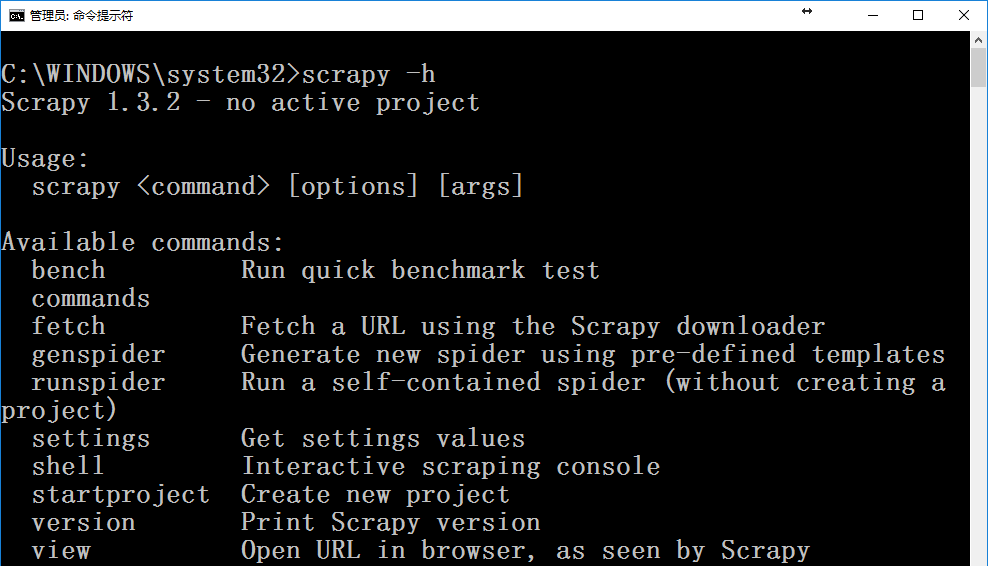 管理员: 命令提示符
C:\WINDOWS\system32>scrapy -h
Scrapy 1.3.2 - no active project
Usage:
  scrapy <command> [options] [args]
Available commands:
  bench         Run quick benchmark test
  commands
  fetch         Fetch a URL using the Scrapy downloader
  genspider     Generate new spider using pre-defined templates
  runspider     Run a self-contained spider (without creating a
project)
  settings      Get settings values
  shell         Interactive scraping console
  startproject  Create new project
  version       Print Scrapy version
  view          Open URL in browser, as seen by Scrapy